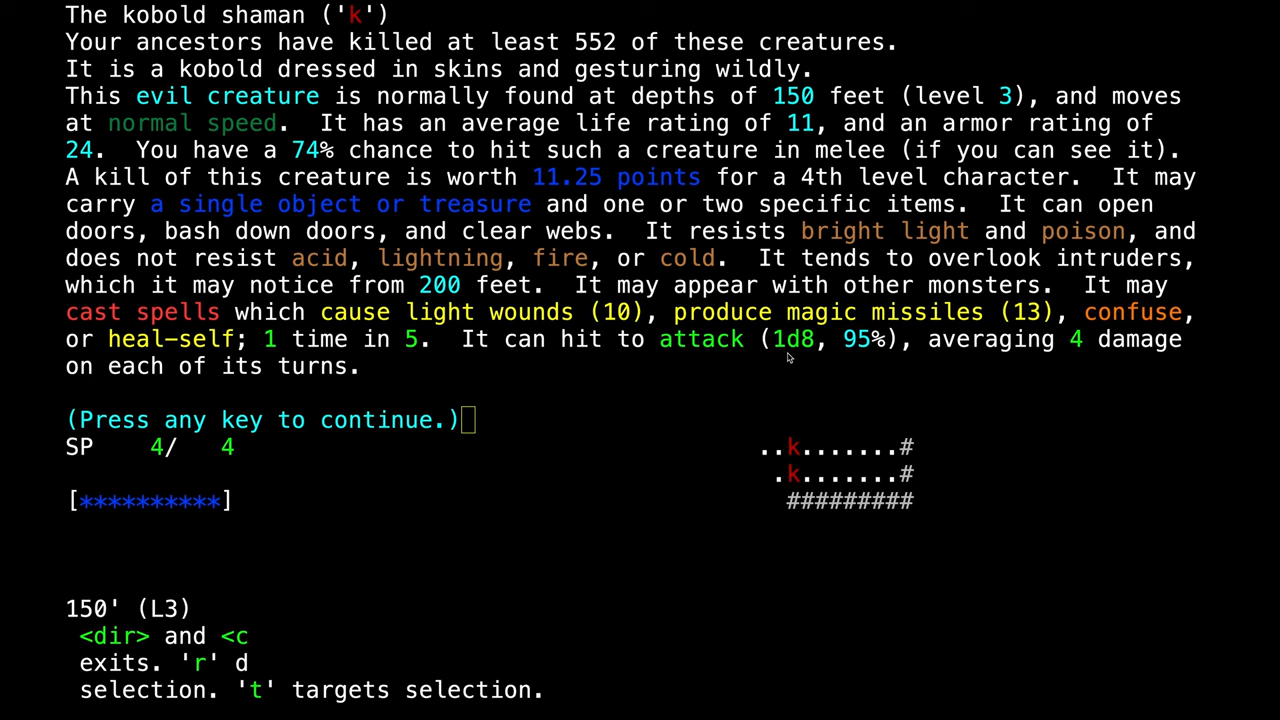 The kobold shaman ('k')
Your ancestors have killed at least 552 of these creatures.
It is a kobold dressed in skins and gesturing wildly.
This evil creature is normally found at depths of 150 feet (level 3), and moves
at normal speed.  It has an average life rating of 11, and an armor rating of
24.  You have a 74% chance to hit such a creature in melee (if you can see it).
A kill of this creature is worth 11.25 points for a 4th level character.  It may
carry a single object or treasure and one or two specific items.  It can open
doors, bash down doors, and clear webs.  It resists bright light and poison, and
does not resist acid, lightning, fire, or cold.  It tends to overlook intruders,
which it may notice from 200 feet.  It may appear with other monsters.  It may
cast spells which cause light wounds (10), produce magic missiles (13), confuse,
or heal-self; 1 time in 5.  It can hit to attack (1d8, 95%), averaging 4 damage
on each of its turns.
(Press any key to continue.)
SP    4/   4    ..k.......#
.k.......#
[**********]    #########
150' (L3)
<dir> and <c
exits. 'r' d
selection. 't' targets selection.